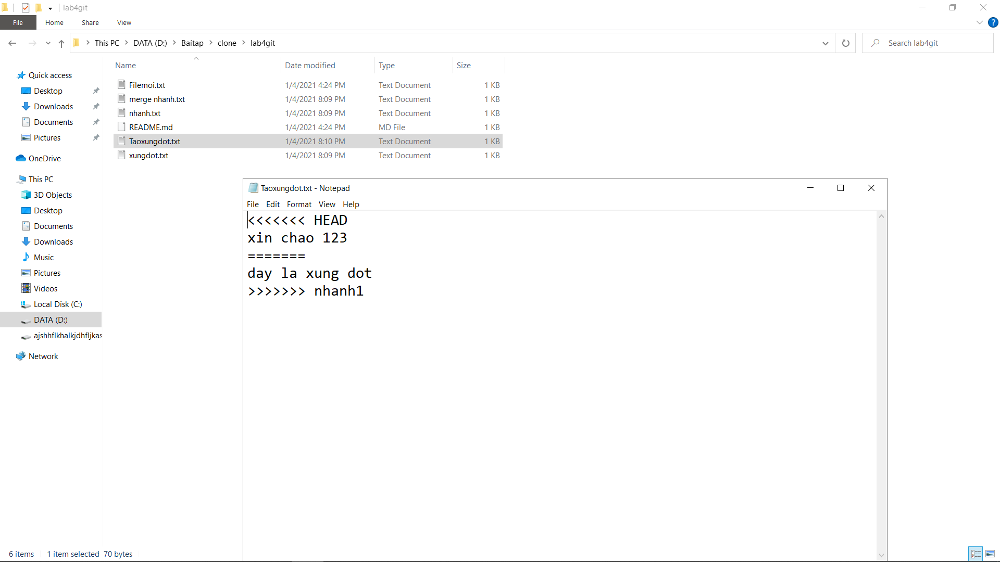 lab4git
File Home Share View
This PC DATA (D:) Baitap clone lab4git
Search lab4git
Name Date modified Type Size
Filemoi.txt 1/4/2021 4:24 PM Text Document 1 KB
merge nhanh.txt 1/4/2021 8:09 PM Text Document 1 KB
nhanh.txt 1/4/2021 8:09 PM Text Document 1 KB
README.md 1/4/2021 4:24 PM MD File 1 KB
Taoxungdot.txt 1/4/2021 8:10 PM Text Document 1 KB
xungdot.txt 1/4/2021 8:09 PM Text Document 1 KB
Quick access
Desktop
Downloads
Documents
Pictures
OneDrive
This PC
3D Objects
Desktop
Documents
Downloads
Music
Pictures
Videos
Local Disk (C:)
DATA (D:)
ajshhflkhalkjdhfljkas
Network
Taoxungdot.txt - Notepad
File Edit Format View Help
<<<<<<< HEAD
xin chao 123
=======
day la xung dot
>>>>>>> nhanh1
6 items 1 item selected 70 bytes